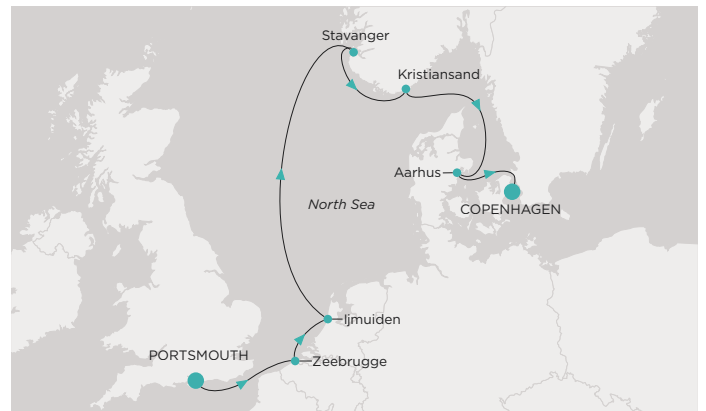 Stavanger
Kristiansand
Aarhus
North Sea
COPENHAGEN
Ijmuiden
PORTSMOUTH
Zeebrugge